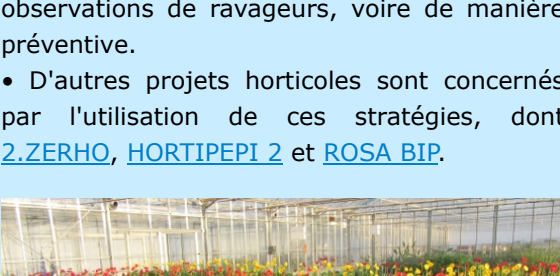 observations de ravageurs, voire de manière
préventive.
• D'autres projets horticoles sont concernés
par l'utilisation de ces stratégies, dont
2.ZERHO, HORTIPEPI 2 et ROSA BIP.